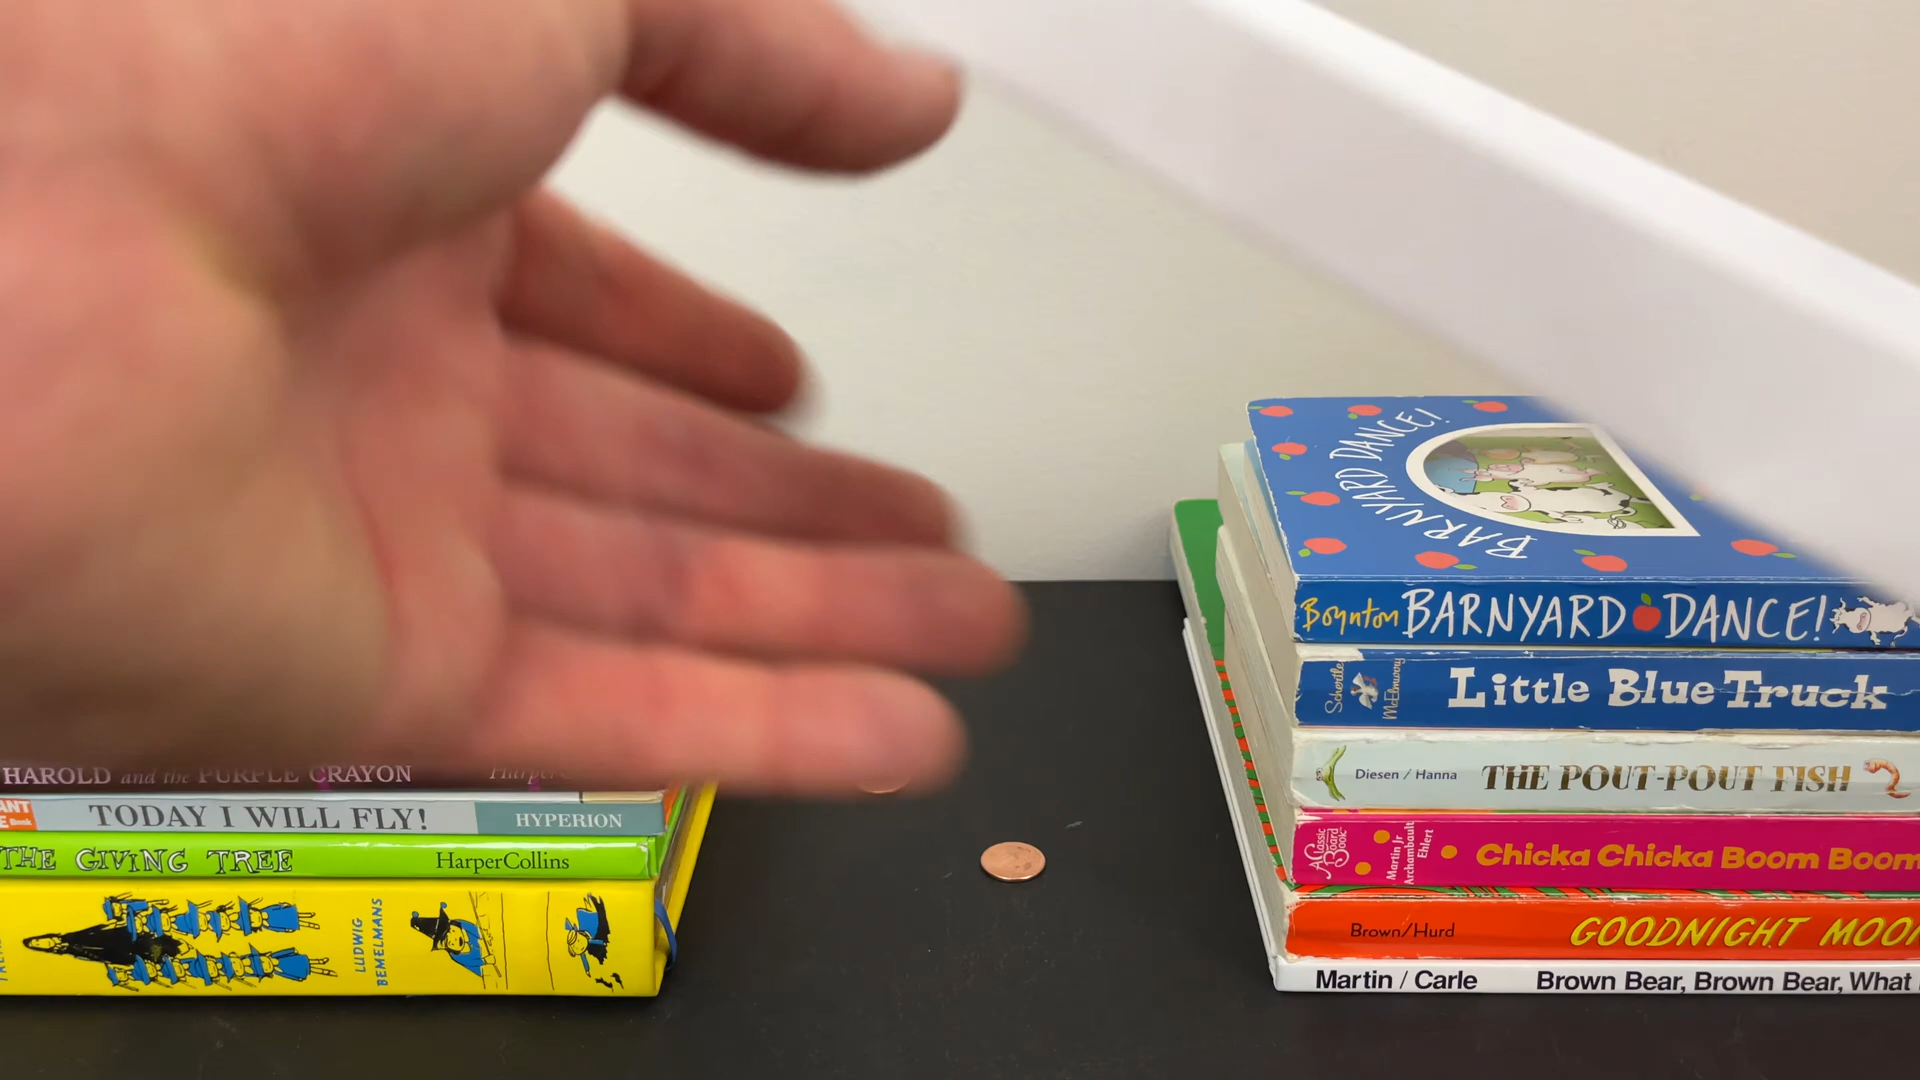 BARNYARD DANCE!
Boynton BARNYARD DANCE!
Schertle McElmurry Little Blue Truck
Diesen / Hanna THE POUT-POUT FISH
A Classic Board Book Martin Jr Archambault Ehlert Chicka Chicka Boom Boom
Brown/Hurd GOODNIGHT MOON
Martin / Carle Brown Bear, Brown Bear, What
HAROLD and the PURPLE CRAYON
TODAY I WILL FLY! HYPERION
THE GIVING TREE HarperCollins
LUDWIG BEMELMANS